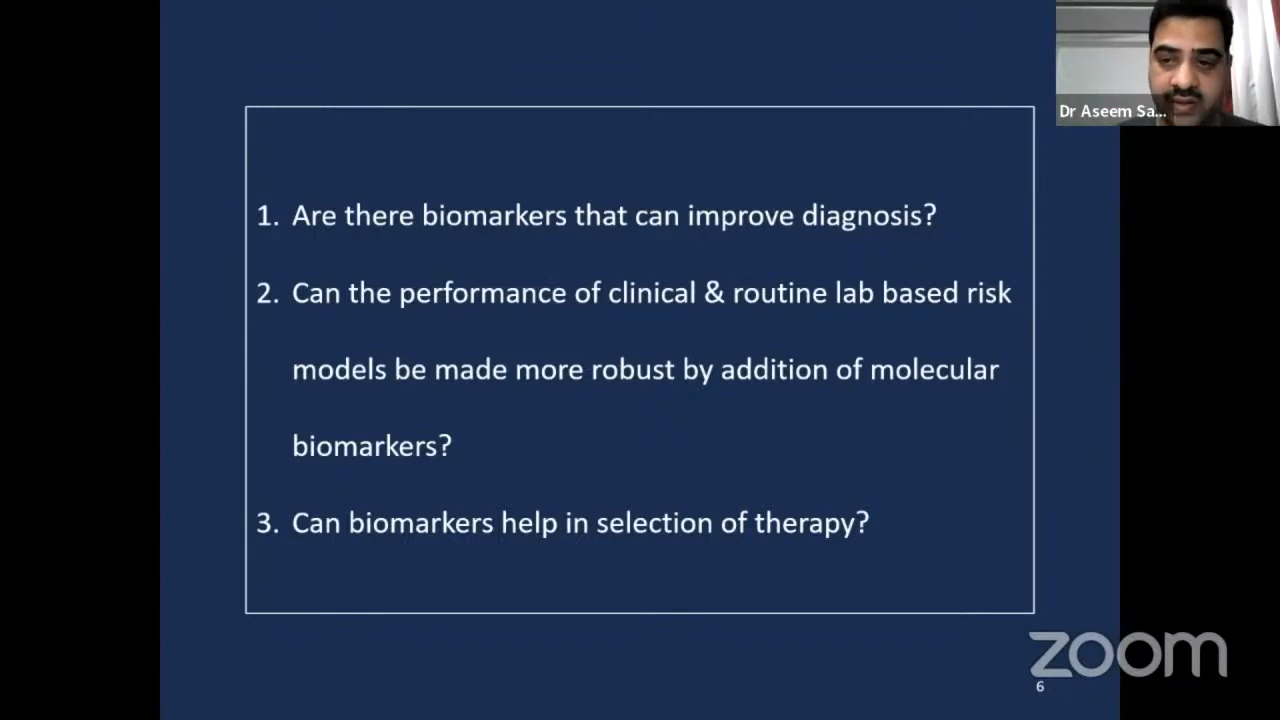 Dr Aseem Sa...
1. Are there biomarkers that can improve diagnosis?
2. Can the performance of clinical & routine lab based risk
models be made more robust by addition of molecular
biomarkers?
3. Can biomarkers help in selection of therapy?
zoom
6